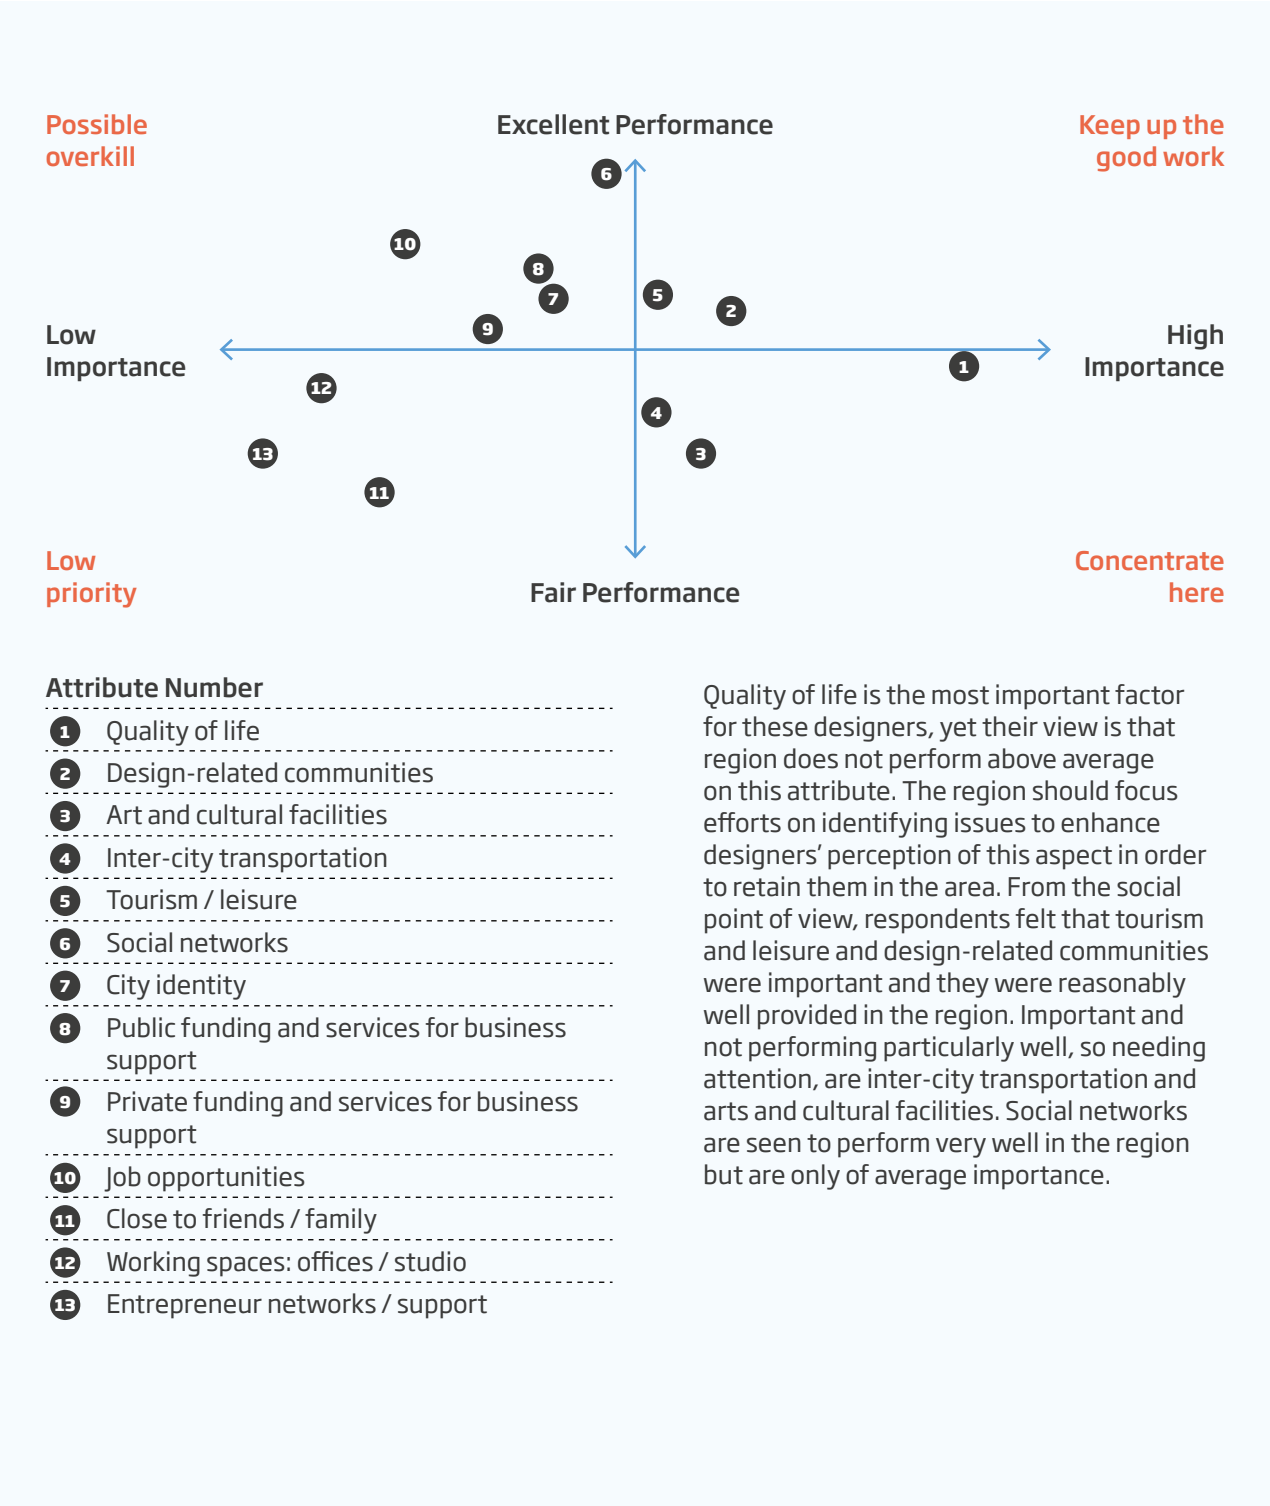 Possible
overkill
Excellent Performance
Keep up the
good work
6
10
8
7
5
2
9
Low
Importance
High
Importance
1
12
4
3
13
11
Low
priority
Fair Performance
Concentrate
here
Attribute Number
1 Quality of life
2 Design-related communities
3 Art and cultural facilities
4 Inter-city transportation
5 Tourism / leisure
6 Social networks
7 City identity
8 Public funding and services for business
support
9 Private funding and services for business
support
10 Job opportunities
11 Close to friends / family
12 Working spaces: offices / studio
13 Entrepreneur networks / support
Quality of life is the most important factor
for these designers, yet their view is that
region does not perform above average
on this attribute. The region should focus
efforts on identifying issues to enhance
designers’ perception of this aspect in order
to retain them in the area. From the social
point of view, respondents felt that tourism
and leisure and design-related communities
were important and they were reasonably
well provided in the region. Important and
not performing particularly well, so needing
attention, are inter-city transportation and
arts and cultural facilities. Social networks
are seen to perform very well in the region
but are only of average importance.